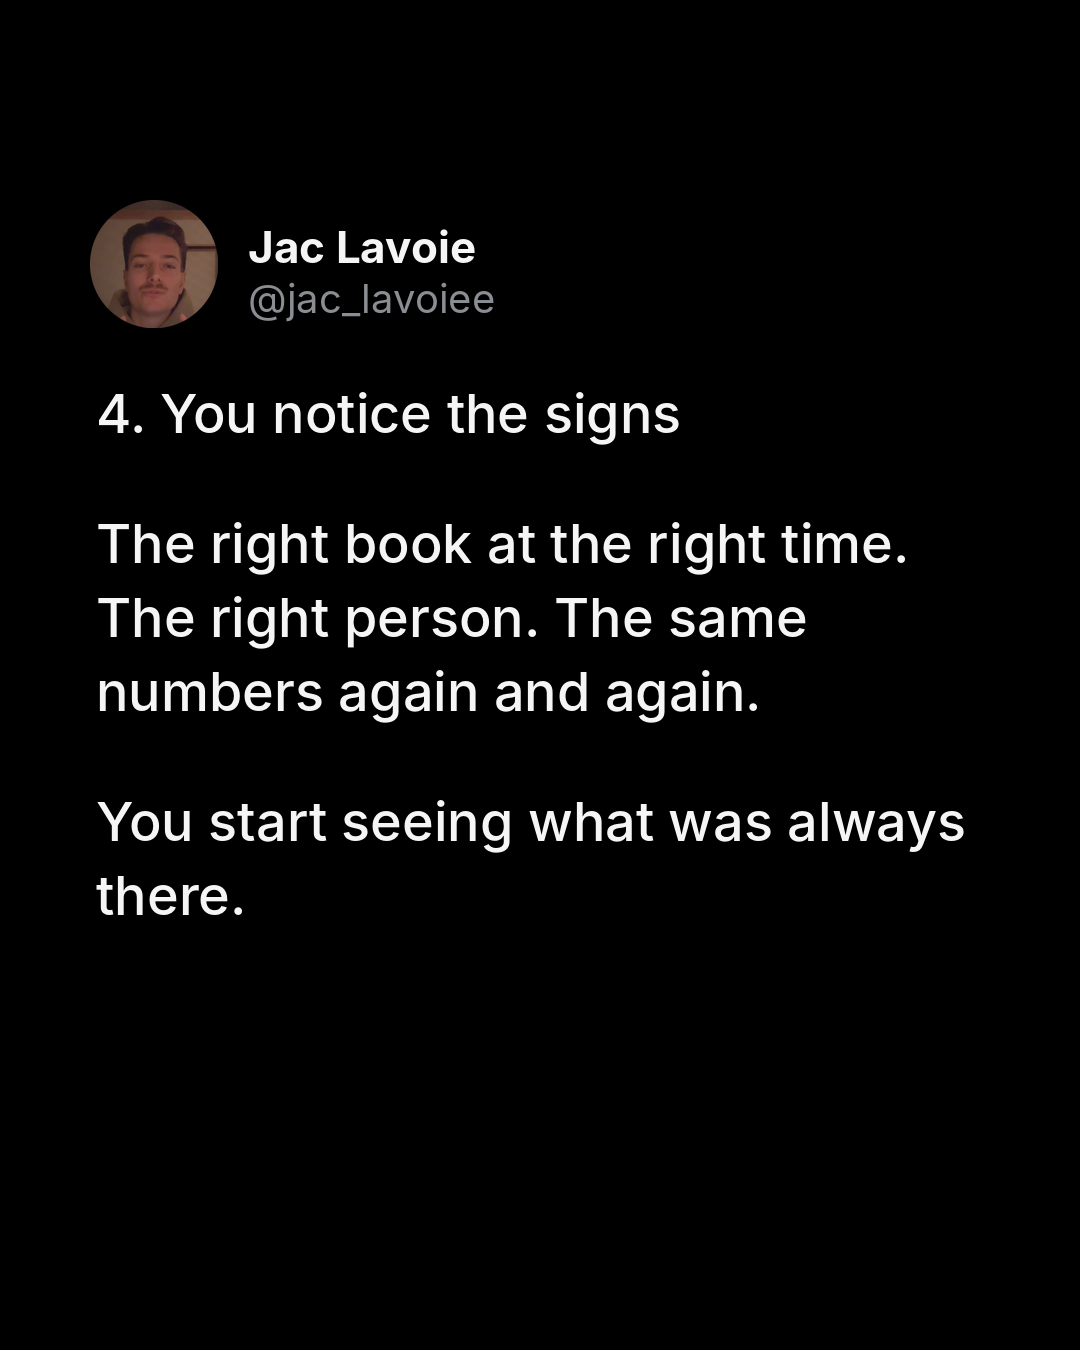 Jac Lavoie
@jac_lavoiee
4. You notice the signs
The right book at the right time.
The right person. The same
numbers again and again.
You start seeing what was always
there.